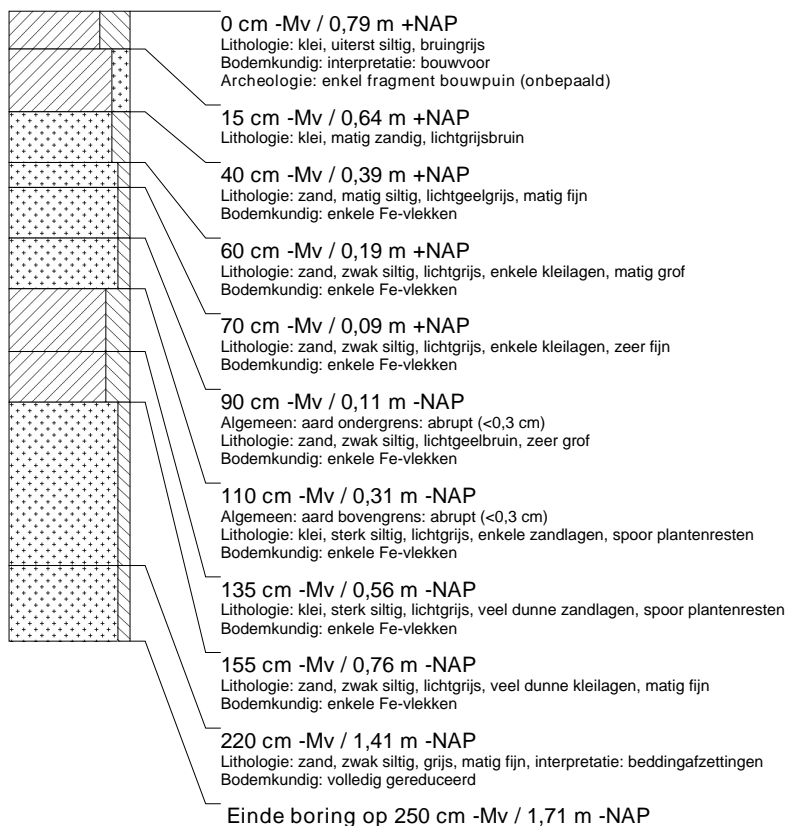 0 cm -Mv / 0,79 m +NAP
Lithologie: klei, uiterst siltig, bruingrijs
Bodemkundig: interpretatie: bouwvoor
Archeologie: enkel fragment bouwpuin (onbepaald)
15 cm -Mv / 0,64 m +NAP
Lithologie: klei, matig zandig, lichtgrijsbruin
40 cm -Mv / 0,39 m +NAP
Lithologie: zand, matig siltig, lichtgeelgrijs, matig fijn
Bodemkundig: enkele Fe-vlekken
60 cm -Mv / 0,19 m +NAP
Lithologie: zand, zwak siltig, lichtgrijs, enkele kleilagen, matig grof
Bodemkundig: enkele Fe-vlekken
70 cm -Mv / 0,09 m +NAP
Lithologie: zand, zwak siltig, lichtgrijs, enkele kleilagen, zeer fijn
Bodemkundig: enkele Fe-vlekken
90 cm -Mv / 0,11 m -NAP
Algemeen: aard ondergrens: abrupt (<0,3 cm)
Lithologie: zand, zwak siltig, lichtgeelbruin, zeer grof
Bodemkundig: enkele Fe-vlekken
110 cm -Mv / 0,31 m -NAP
Algemeen: aard bovengrens: abrupt (<0,3 cm)
Lithologie: klei, sterk siltig, lichtgrijs, enkele zandlagen, spoor plantenresten
Bodemkundig: enkele Fe-vlekken
135 cm -Mv / 0,56 m -NAP
Lithologie: klei, sterk siltig, lichtgrijs, veel dunne zandlagen, spoor plantenresten
Bodemkundig: enkele Fe-vlekken
155 cm -Mv / 0,76 m -NAP
Lithologie: zand, zwak siltig, lichtgrijs, veel dunne kleilagen, matig fijn
Bodemkundig: enkele Fe-vlekken
220 cm -Mv / 1,41 m -NAP
Lithologie: zand, zwak siltig, grijs, matig fijn, interpretatie: beddingafzettingen
Bodemkundig: volledig gereduceerd
Einde boring op 250 cm -Mv / 1,71 m -NAP